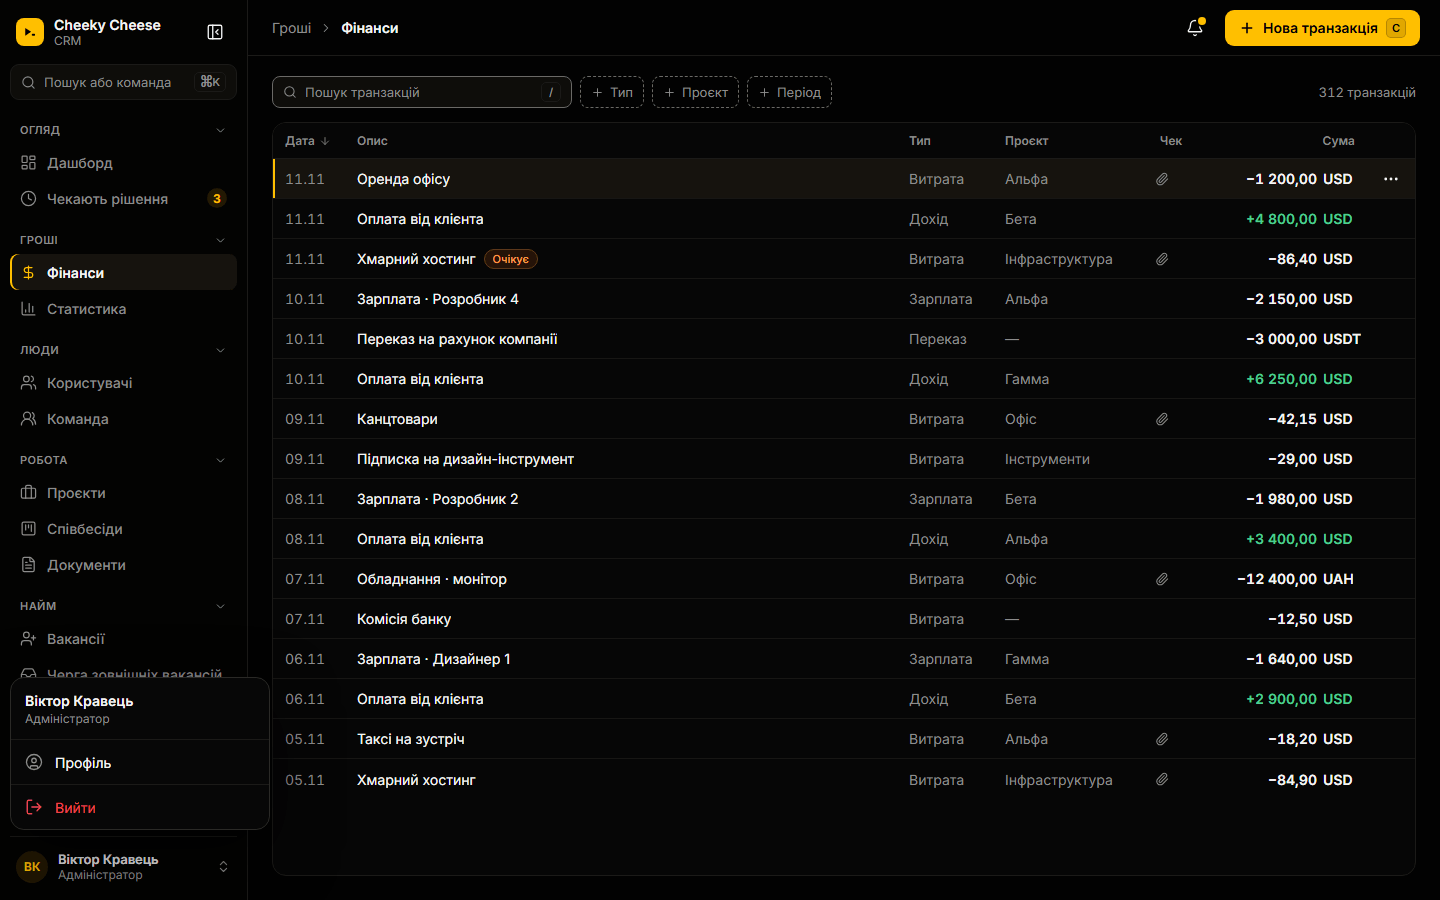 Cheeky Cheese
CRM
Пошук або команда ⌘K
ОГЛЯД
Дашборд
Чекають рішення 3
ГРОШІ
Фінанси
Статистика
ЛЮДИ
Користувачі
Команда
РОБОТА
Проєкти
Співбесіди
Документи
НАЙМ
Вакансії
Черга зовнішніх вакансій
Віктор Кравець
Адміністратор
Профіль
Вийти
ВК Віктор Кравець
Адміністратор
Гроші > Фінанси
+ Нова транзакція C
Пошук транзакцій /
+ Тип + Проєкт + Період
312 транзакцій
Дата ↓ Опис Тип Проєкт Чек Сума
11.11 Оренда офісу Витрата Альфа −1 200,00 USD ···
11.11 Оплата від клієнта Дохід Бета +4 800,00 USD
11.11 Хмарний хостинг Очікує Витрата Інфраструктура −86,40 USD
10.11 Зарплата · Розробник 4 Зарплата Альфа −2 150,00 USD
10.11 Переказ на рахунок компанії Переказ — −3 000,00 USDT
10.11 Оплата від клієнта Дохід Гамма +6 250,00 USD
09.11 Канцтовари Витрата Офіс −42,15 USD
09.11 Підписка на дизайн-інструмент Витрата Інструменти −29,00 USD
08.11 Зарплата · Розробник 2 Зарплата Бета −1 980,00 USD
08.11 Оплата від клієнта Дохід Альфа +3 400,00 USD
07.11 Обладнання · монітор Витрата Офіс −12 400,00 UAH
07.11 Комісія банку Витрата — −12,50 USD
06.11 Зарплата · Дизайнер 1 Зарплата Гамма −1 640,00 USD
06.11 Оплата від клієнта Дохід Бета +2 900,00 USD
05.11 Таксі на зустріч Витрата Альфа −18,20 USD
05.11 Хмарний хостинг Витрата Інфраструктура −84,90 USD